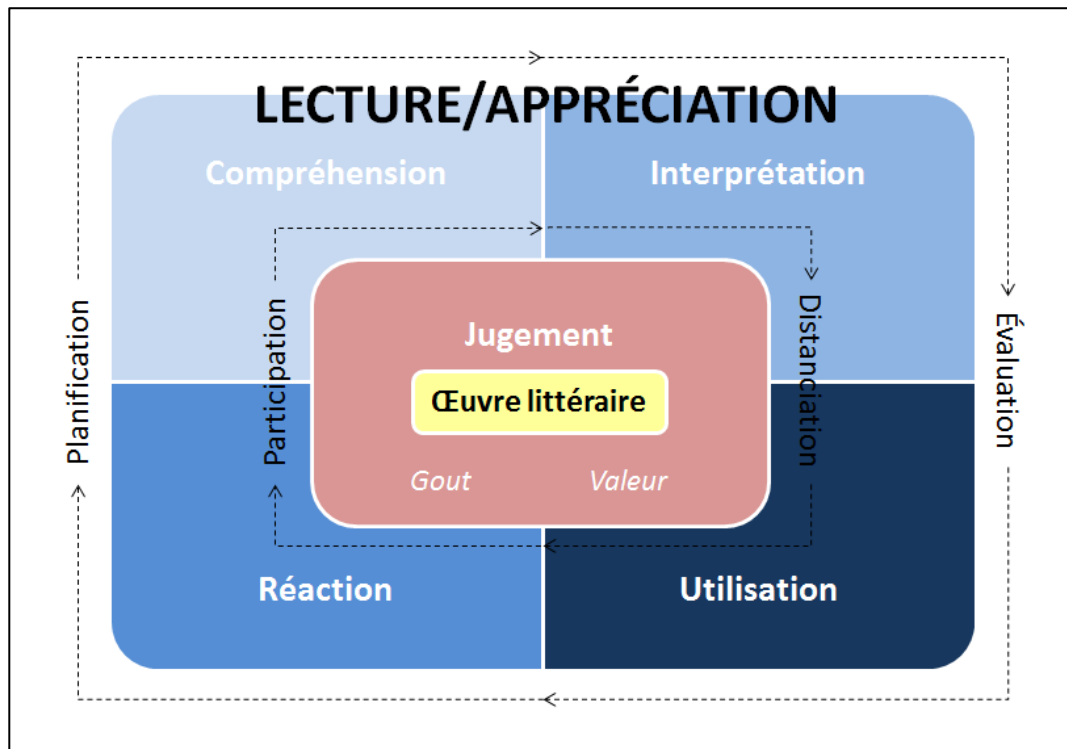 LECTURE/APPRÉCIATION
Compréhension
Interprétation
Planification
Participation
Jugement
Œuvre littéraire
Gout
Valeur
Distanciation
Évaluation
Réaction
Utilisation